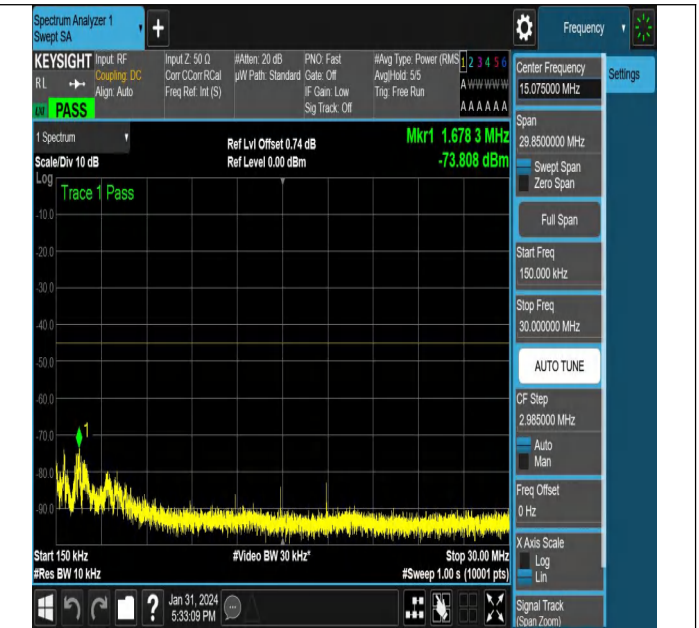 Spectrum Analyzer 1
Swept SA
+
Frequency
KEYSIGHT
RL
PASS
Input: RF
Coupling: DC
Align: Auto
Input Z: 50 Ω
Corr CCorr RCal
Freq Ref: Int (S)
#Atten: 20 dB
µW Path: Standard
PNO: Fast
Gate: Off
IF Gain: Low
Sig Track: Off
#Avg Type: Power (RMS
Avg|Hold: 5/5
Trig: Free Run
1 2 3 4 5 6
A W W W W W
A A A A A A
1 Spectrum
Scale/Div 10 dB
Log
Ref Lvl Offset 0.74 dB
Ref Level 0.00 dBm
Mkr1 1.678 3 MHz
-73.808 dBm
Trace 1 Pass
-10.0
-20.0
-30.0
-40.0
-50.0
-60.0
-70.0
-80.0
-90.0
1
Start 150 kHz
#Res BW 10 kHz
#Video BW 30 kHz*
Stop 30.00 MHz
#Sweep 1.00 s (10001 pts)
Jan 31, 2024
5:33:09 PM
?
Center Frequency
15.075000 MHz
Settings
Span
29.8500000 MHz
Swept Span
Zero Span
Full Span
Start Freq
150.000 kHz
Stop Freq
30.000000 MHz
AUTO TUNE
CF Step
2.985000 MHz
Auto
Man
Freq Offset
0 Hz
X Axis Scale
Log
Lin
Signal Track
(Span Zoom)